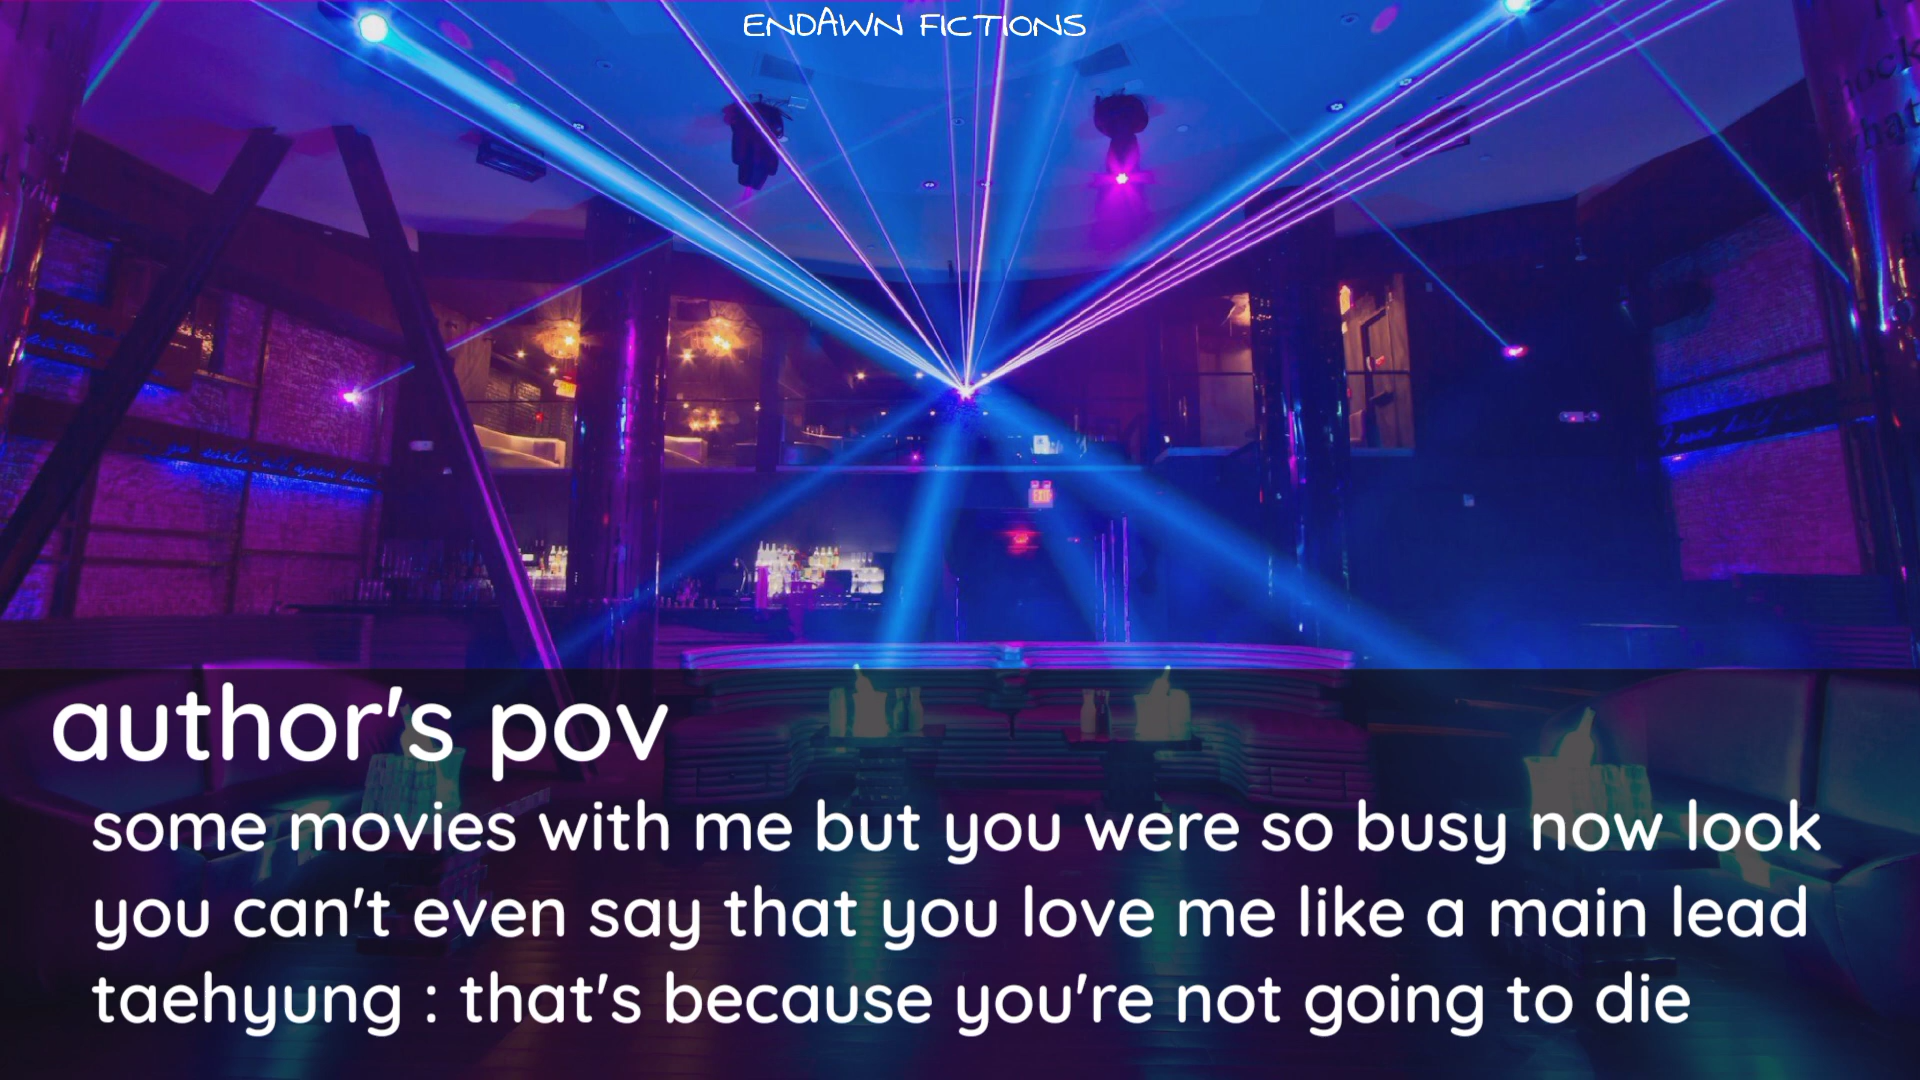 ENDAWN FICTIONS
author's pov
some movies with me but you were so busy now look
you can't even say that you love me like a main lead
taehyung : that's because you're not going to die